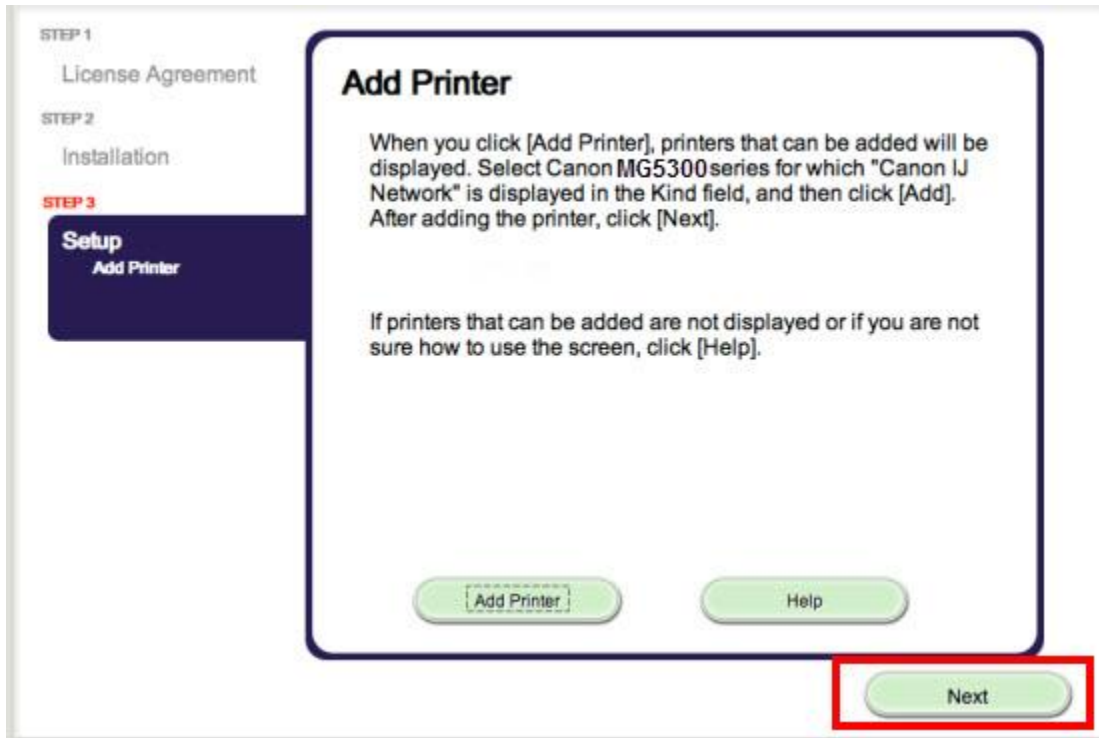 STEP 1
License Agreement
STEP 2
Installation
STEP 3
Setup
Add Printer
Add Printer
When you click [Add Printer], printers that can be added will be
displayed. Select Canon MG5300 series for which "Canon IJ
Network" is displayed in the Kind field, and then click [Add].
After adding the printer, click [Next].
If printers that can be added are not displayed or if you are not
sure how to use the screen, click [Help].
Add Printer
Help
Next